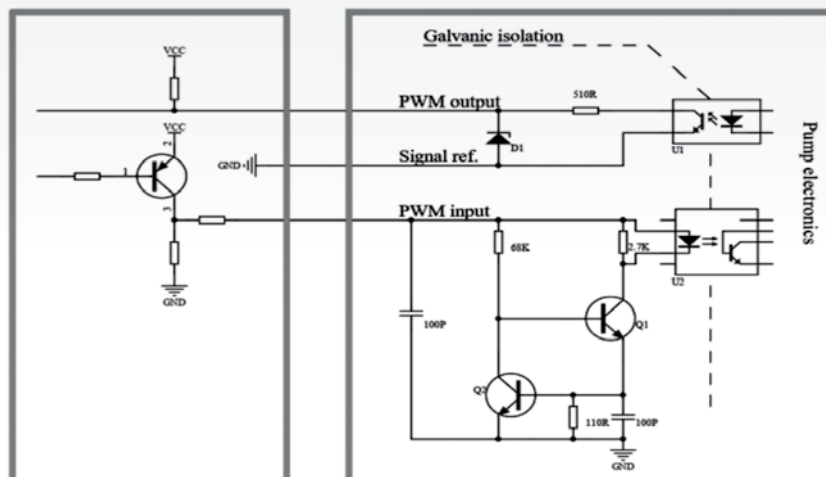 Galvanic isolation
VCC
510R
PWM output
VCC
2
D1
U1
Signal ref.
GND
1
3
PWM input
68K
2.7K
U2
GND
100P
Q1
Q2
110R
100P
GND
Pump electronics